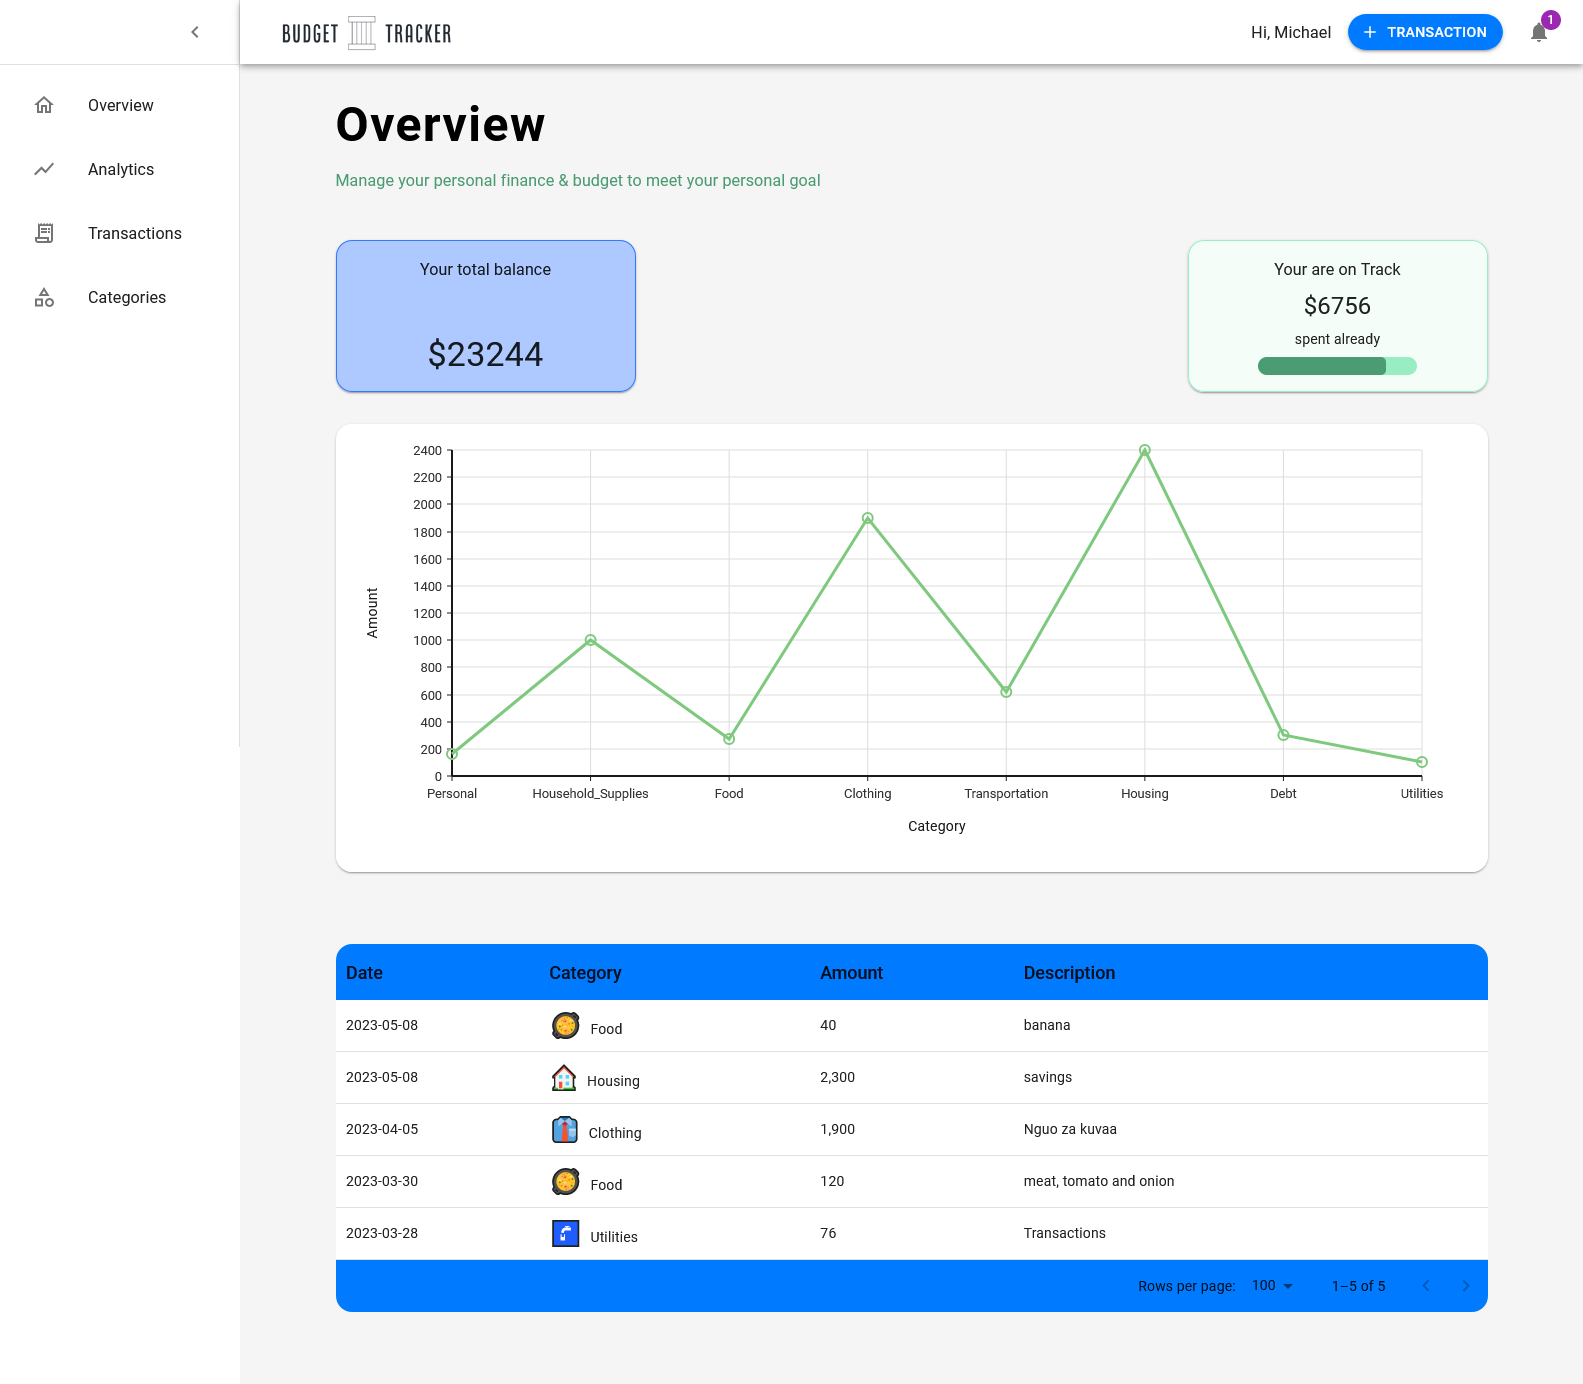 BUDGET TRACKER
Hi, Michael
+ TRANSACTION
1
Overview
Analytics
Transactions
Categories
Overview
Manage your personal finance & budget to meet your personal goal
Your total balance
$23244
Your are on Track
$6756
spent already
2400
2200
2000
1800
1600
1400
1200
1000
800
600
400
200
0
Amount
Personal Household_Supplies Food Clothing Transportation Housing Debt Utilities
Category
Date Category Amount Description
2023-05-08 Food 40 banana
2023-05-08 Housing 2,300 savings
2023-04-05 Clothing 1,900 Nguo za kuvaa
2023-03-30 Food 120 meat, tomato and onion
2023-03-28 Utilities 76 Transactions
Rows per page: 100 1–5 of 5